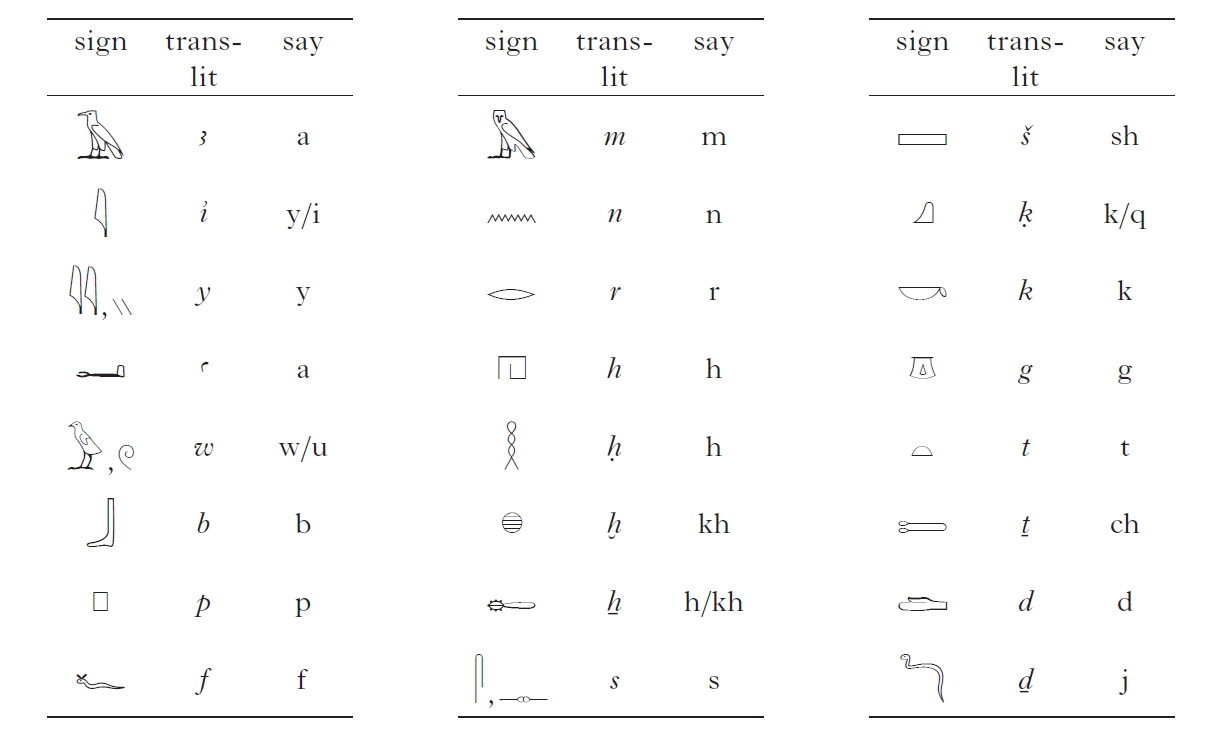 sign trans- say
lit
𓄿 ꜣ a
𓇋 ỉ y/i
𓇌, 𓏭 y y
𓂝 ꜥ a
𓅱, 𓏲 w w/u
𓃀 b b
𓊪 p p
𓆑 f f
sign trans- say
lit
𓅓 m m
𓈖 n n
𓂋 r r
𓉔 h h
𓎛 ḥ h
𓐍 ḫ kh
𓄡 ẖ h/kh
𓋴, 𓊃 s s
sign trans- say
lit
𓈙 š sh
𓈎 ḳ k/q
𓎡 k k
𓎼 g g
𓏏 t t
𓍿 ṯ ch
𓂧 d d
𓆓 ḏ j